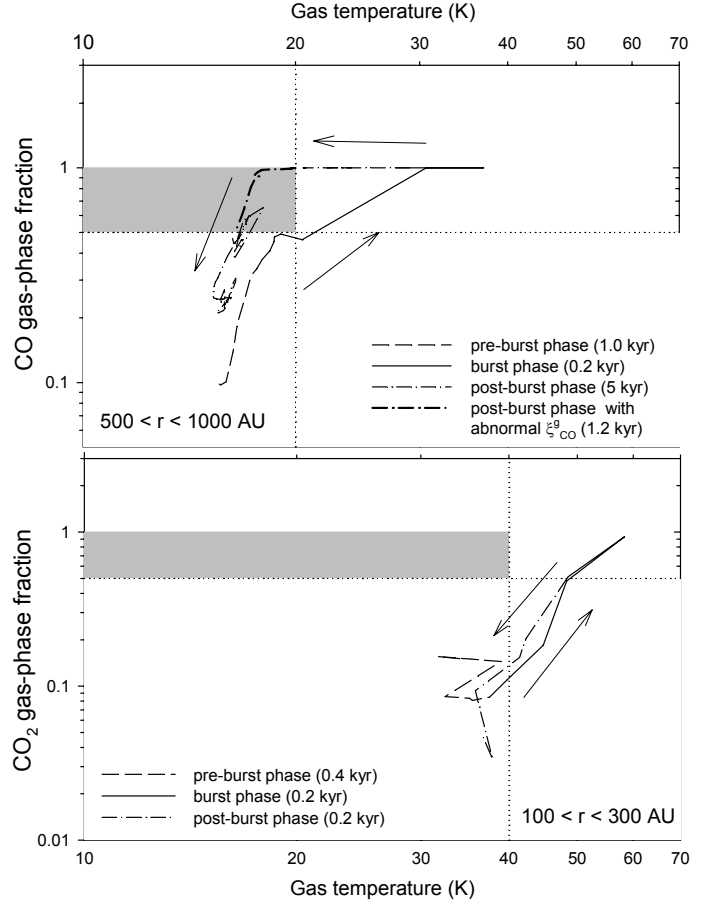 Gas temperature (K)
10 20 30 40 50 60 70
CO gas-phase fraction
1
0.1
pre-burst phase (1.0 kyr)
burst phase (0.2 kyr)
post-burst phase (5 kyr)
post-burst phase with
abnormal ξ^g_CO (1.2 kyr)
500 < r < 1000 AU
CO₂ gas-phase fraction
1
0.1
0.01
pre-burst phase (0.4 kyr)
burst phase (0.2 kyr)
post-burst phase (0.2 kyr)
100 < r < 300 AU
10 20 30 40 50 60 70
Gas temperature (K)